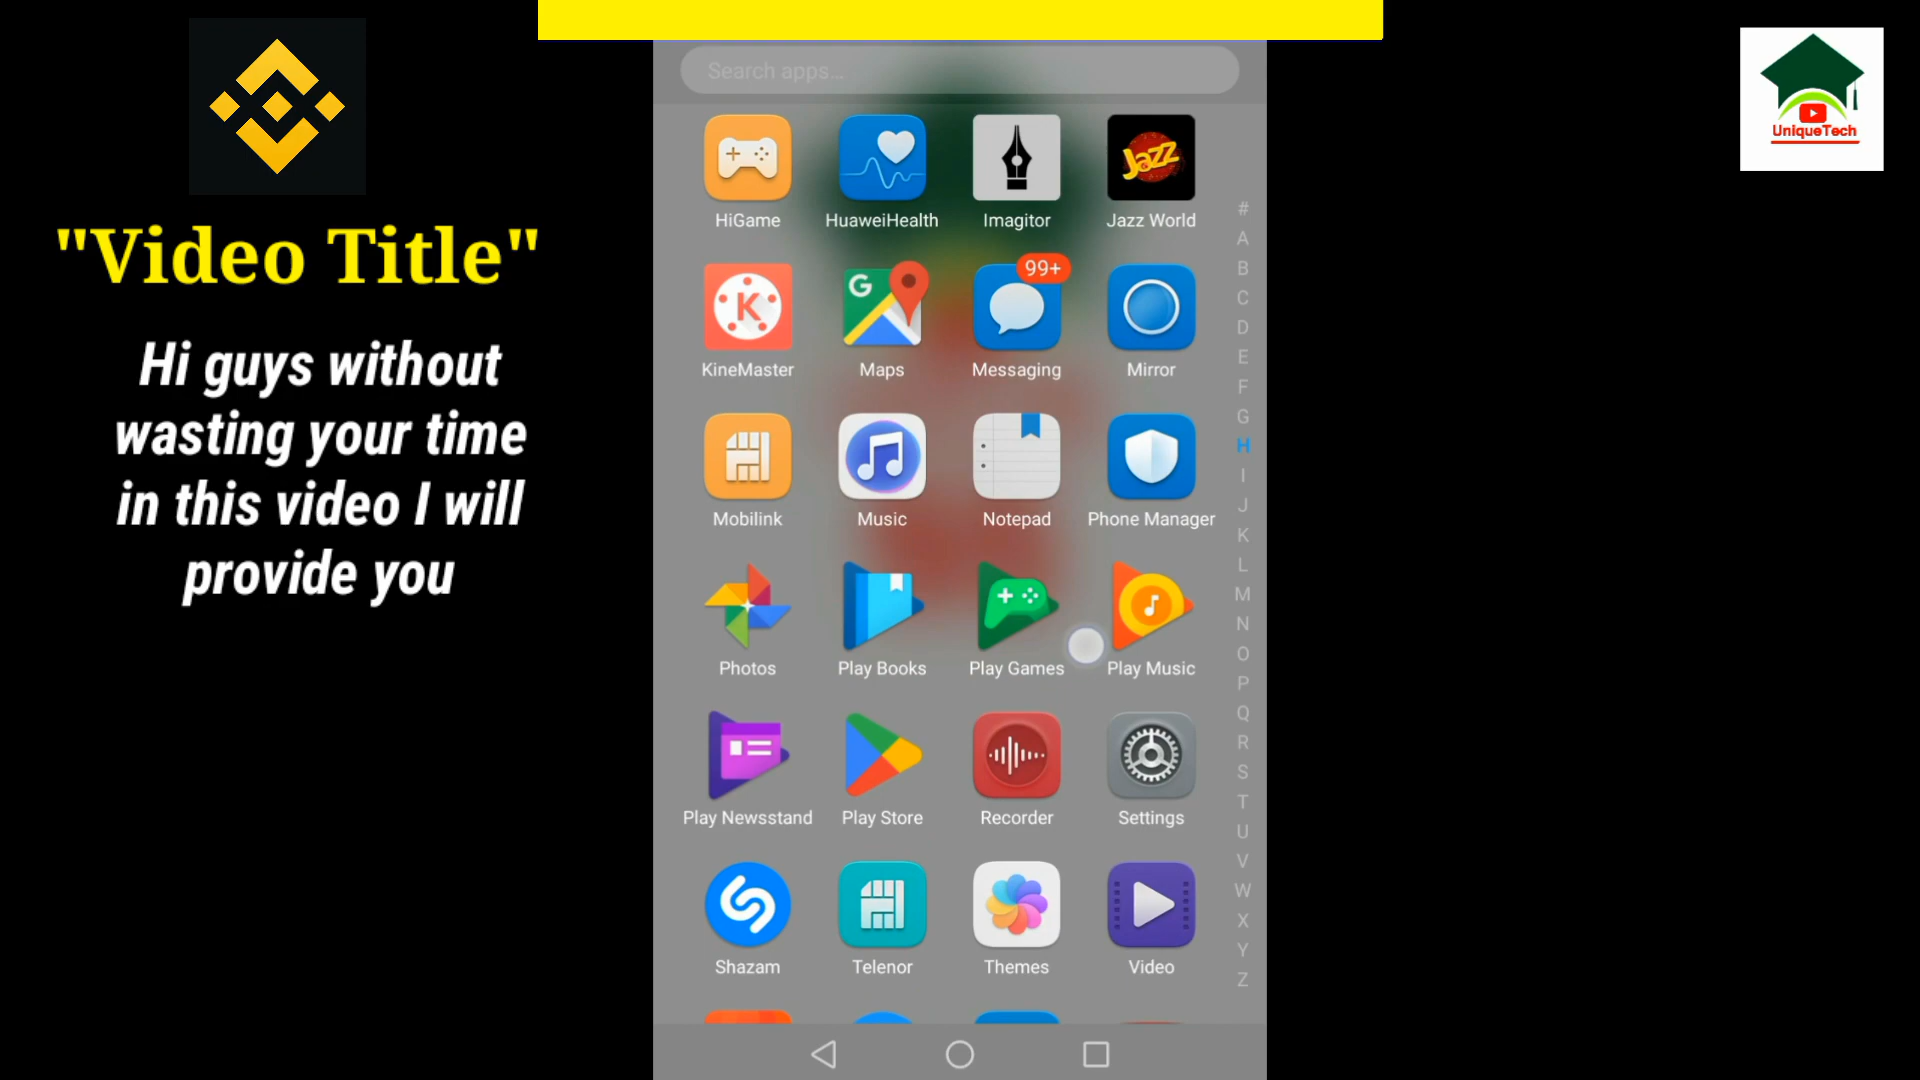 "Video Title"
Hi guys without
wasting your time
in this video I will
provide you
Search apps...
HiGame
HuaweiHealth
Imagitor
Jazz
Jazz World
G
K
99+
KineMaster
Maps
Messaging
Mirror
Mobilink
Music
Notepad
Phone Manager
Photos
Play Books
Play Games
Play Music
Play Newsstand
Play Store
Recorder
Settings
Shazam
Telenor
Themes
Video
#
A
B
C
D
E
F
G
H
I
J
K
L
M
N
O
P
Q
R
S
T
U
V
W
X
Y
Z
UniqueTech